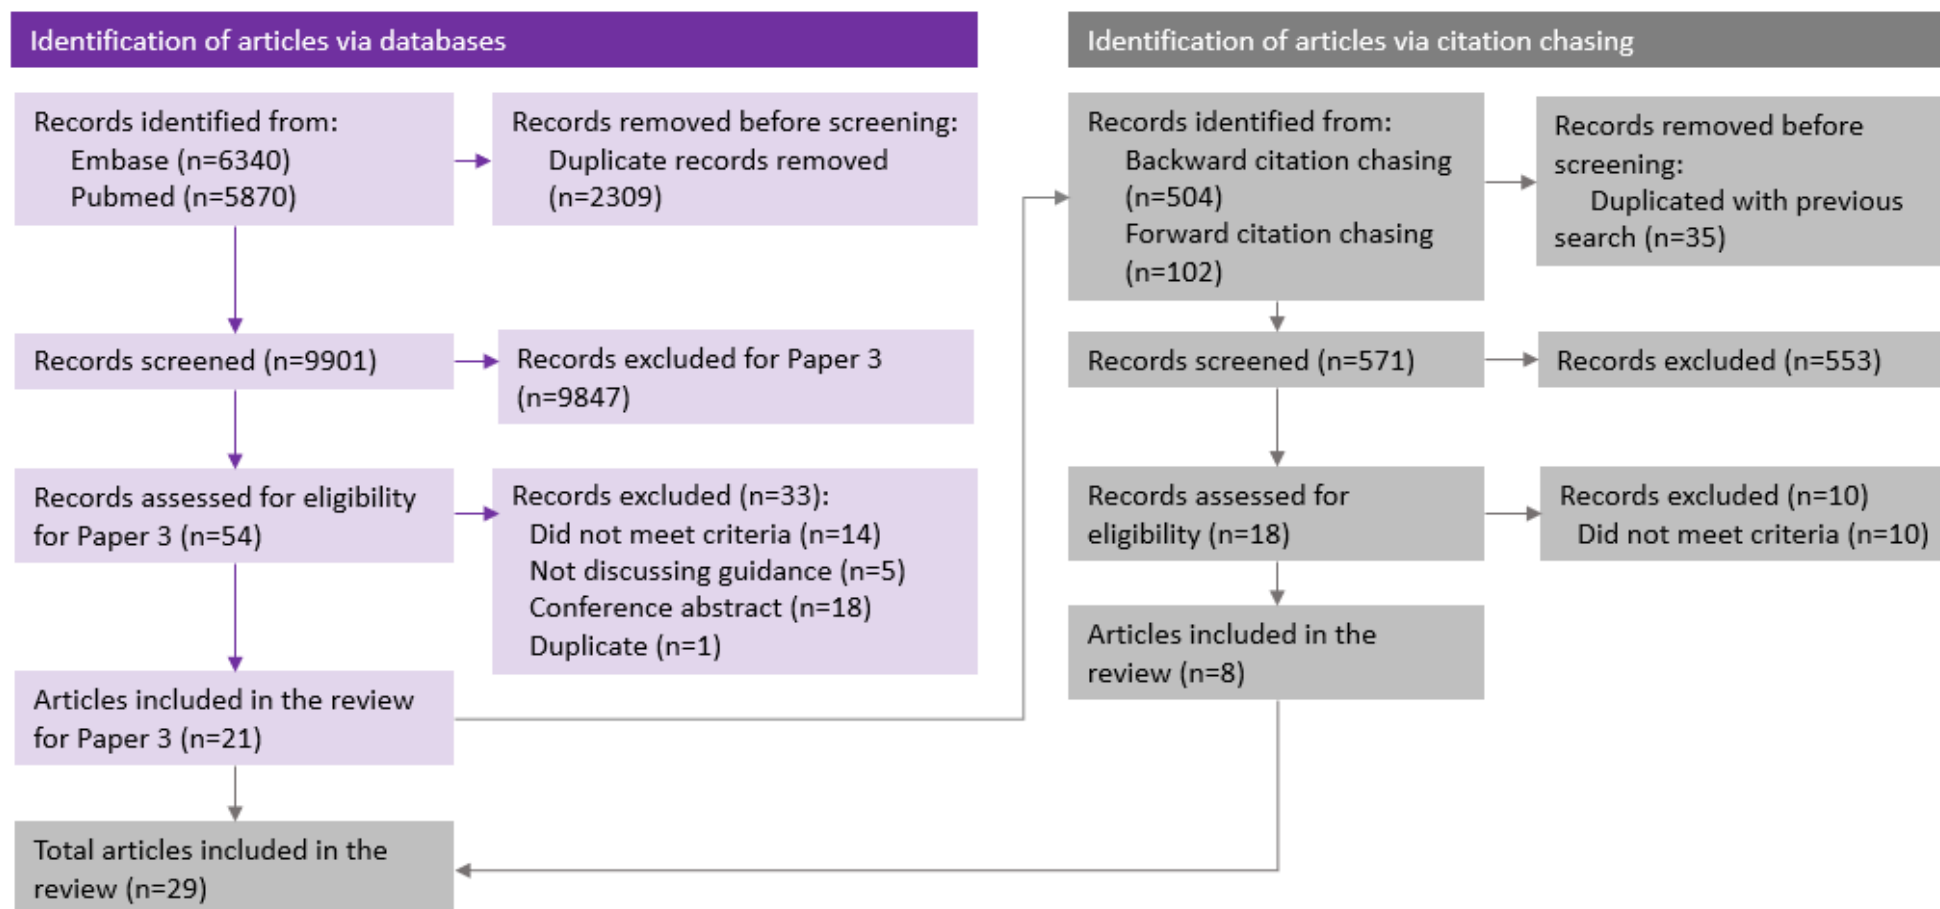 Identification of articles via databases
Records identified from:
Embase (n=6340)
Pubmed (n=5870)
Records removed before screening:
Duplicate records removed
(n=2309)
Records screened (n=9901)
Records excluded for Paper 3
(n=9847)
Records assessed for eligibility
for Paper 3 (n=54)
Records excluded (n=33):
Did not meet criteria (n=14)
Not discussing guidance (n=5)
Conference abstract (n=18)
Duplicate (n=1)
Articles included in the review
for Paper 3 (n=21)
Total articles included in the
review (n=29)
Identification of articles via citation chasing
Records identified from:
Backward citation chasing
(n=504)
Forward citation chasing
(n=102)
Records removed before
screening:
Duplicated with previous
search (n=35)
Records screened (n=571)
Records excluded (n=553)
Records assessed for
eligibility (n=18)
Records excluded (n=10)
Did not meet criteria (n=10)
Articles included in the
review (n=8)